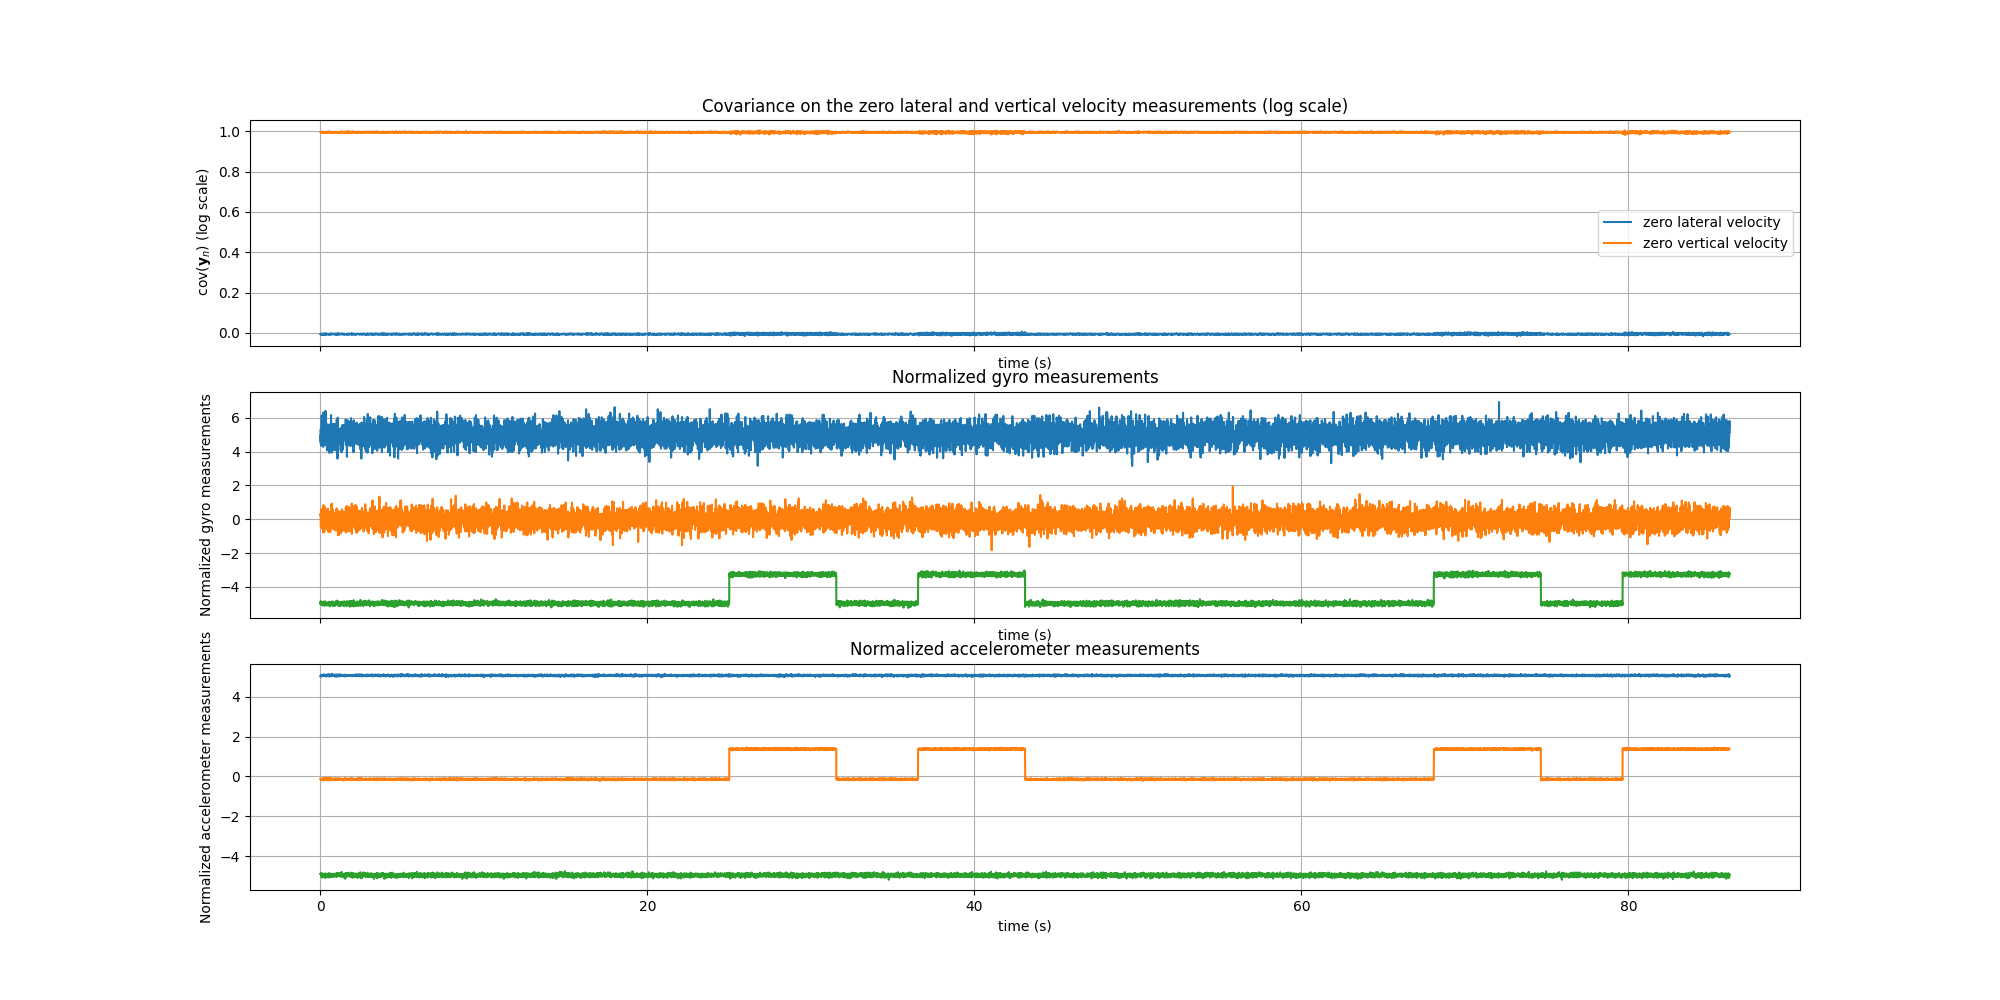 Covariance on the zero lateral and vertical velocity measurements (log scale)
cov(yₙ) (log scale)
1.0
0.8
0.6
0.4
0.2
0.0
zero lateral velocity
zero vertical velocity
time (s)
Normalized gyro measurements
Normalized gyro measurements
6
4
2
0
−2
−4
time (s)
Normalized accelerometer measurements
Normalized accelerometer measurements
4
2
0
−2
−4
0 20 40 60 80
time (s)